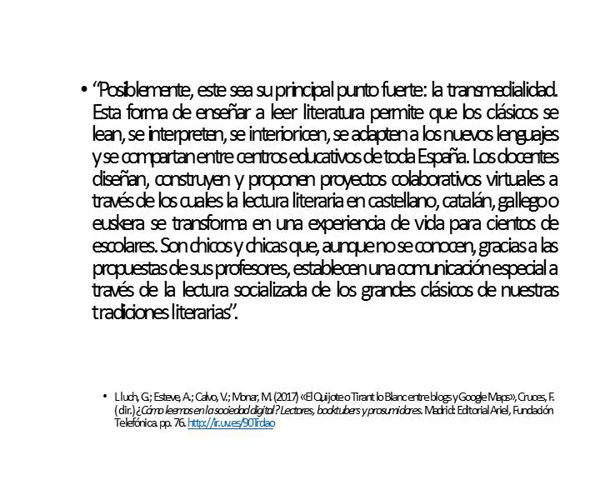 • “Posiblemente, este sea su principal punto fuerte: la transmedialidad.
Esta forma de enseñar a leer literatura permite que los clásicos se
lean, se interpreten, se interioricen, se adapten a los nuevos lenguajes
y se compartan entre centros educativos de toda España. Los docentes
diseñan, construyen y proponen proyectos colaborativos virtuales a
través de los cuales la lectura literaria en castellano, catalán, gallego o
euskera se transforma en una experiencia de vida para cientos de
escolares. Son chicos y chicas que, aunque no se conocen, gracias a las
propuestas de sus profesores, establecen una comunicación especial a
través de la lectura socializada de los grandes clásicos de nuestras
tradiciones literarias”.
• Lluch, G.; Esteve, A.; Calvo, V.; Monar, M. (2017) «El Quijote o Tirant lo Blanc entre blogs y Google Maps», Cruces, F.
(dir.) ¿Cómo leemos en la sociedad digital? Lectores, booktubers y prosumidores. Madrid: Editorial Ariel, Fundación
Telefónica. pp. 76. http://ir.uv.es/90Trdao